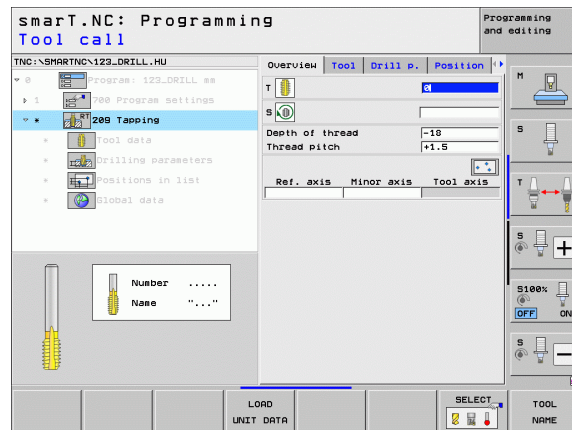 smarT.NC: Programming
Tool call
Programming
and editing
TNC:\SMARTNC\123_DRILL.HU
0 Program: 123_DRILL mm
1 700 Program settings
* RT 209 Tapping
* Tool data
* Drilling parameters
* Positions in list
* Global data
Overview Tool Drill p. Position
T 0
S
Depth of thread -18
Thread pitch +1.5
Ref. axis Minor axis Tool axis
Number .....
Name "..."
M
S
T
S +
S100%
OFF ON
S -
LOAD
UNIT DATA
SELECT
TOOL
NAME